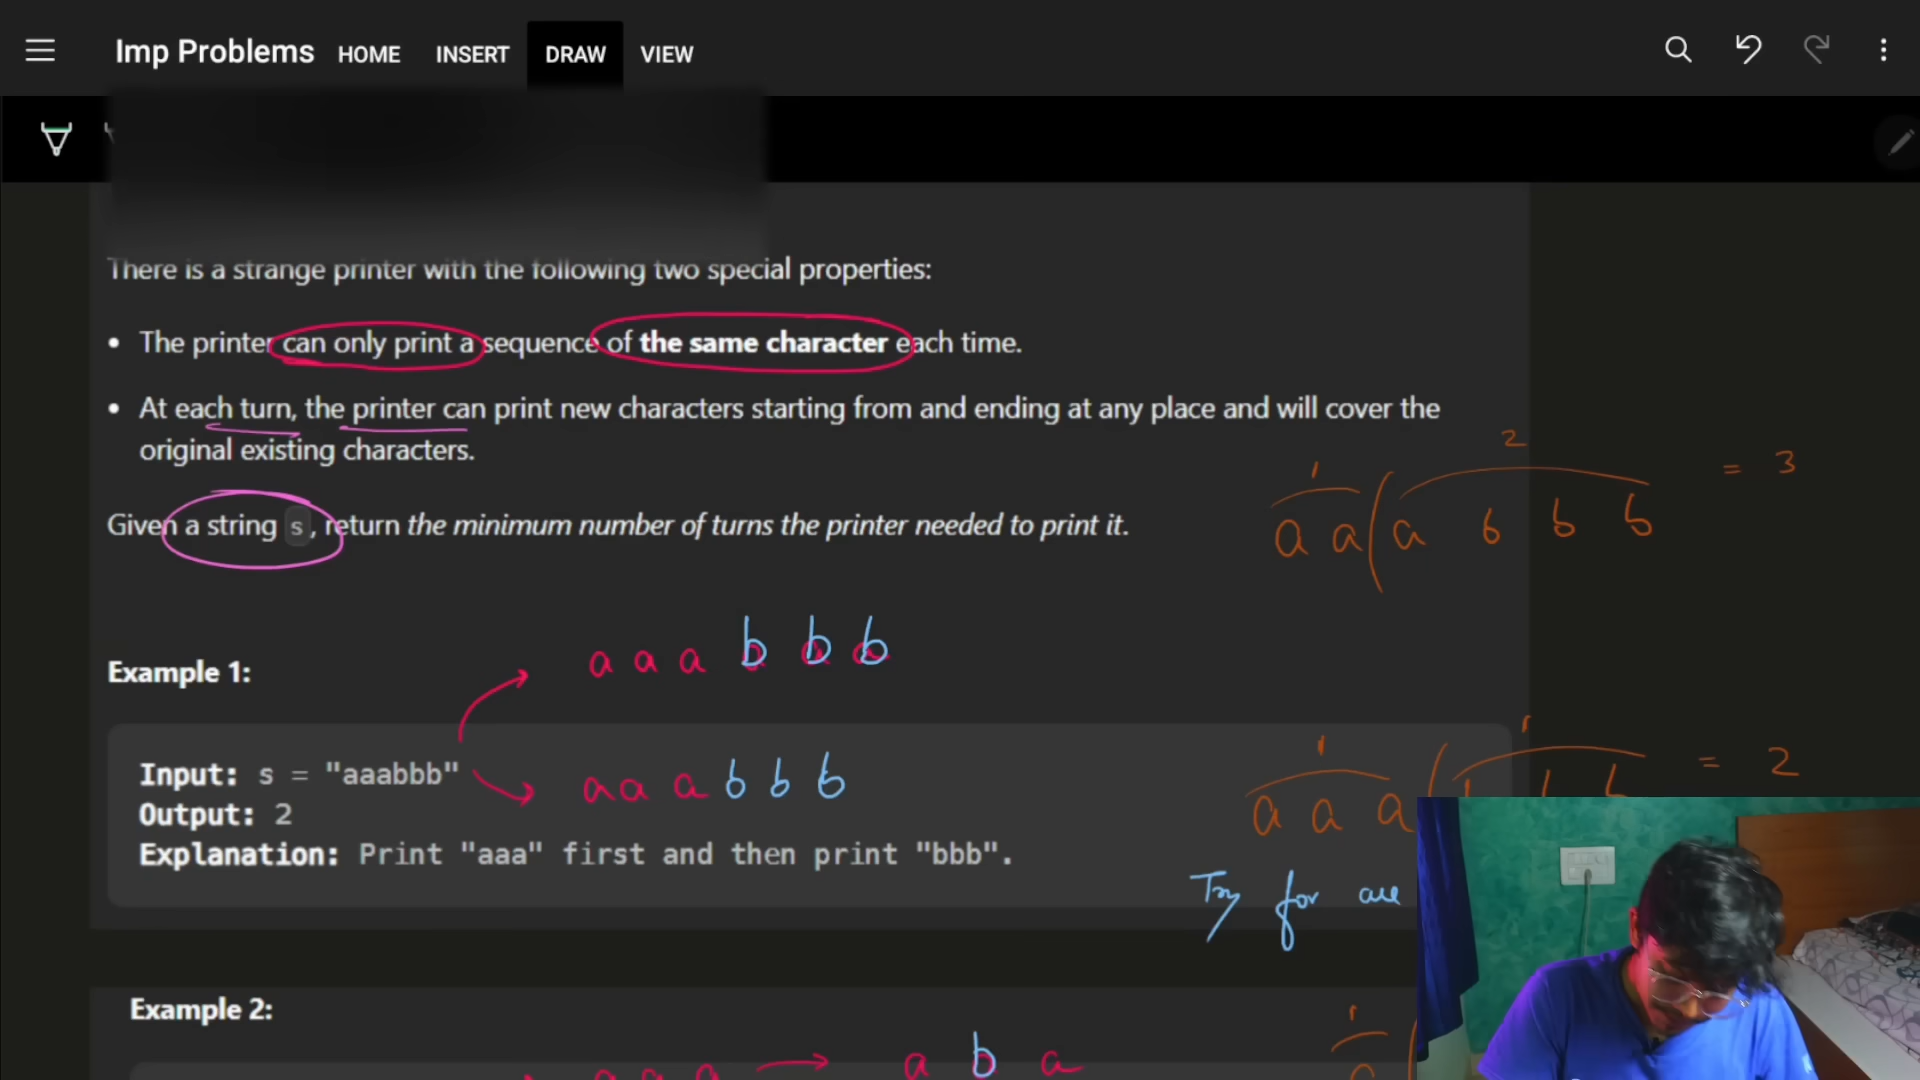 Imp Problems HOME INSERT DRAW VIEW
There is a strange printer with the following two special properties:
• The printer can only print a sequence of the same character each time.
• At each turn, the printer can print new characters starting from and ending at any place and will cover the
original existing characters.
2
1
= 3
a a ( a b b b
Given a string s, return the minimum number of turns the printer needed to print it.
a a a b b b
Example 1:
1 1
= 2
Input: s = "aaabbb"
a a a b b b
a a a (
Output: 2
Explanation: Print "aaa" first and then print "bbb".
Try for all
Example 2:
1
a a a
a b a